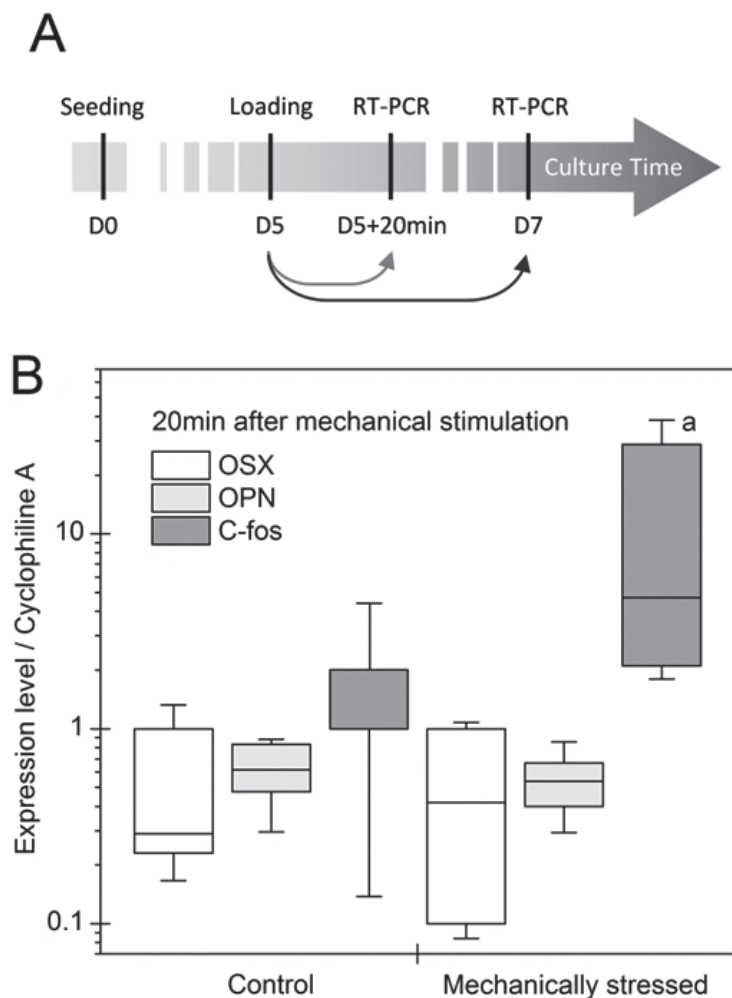 A
Seeding Loading RT-PCR RT-PCR
Culture Time
D0 D5 D5+20min D7
B
20min after mechanical stimulation
OSX
OPN
C-fos
a
Expression level / Cyclophiline A
10
1
0.1
Control Mechanically stressed